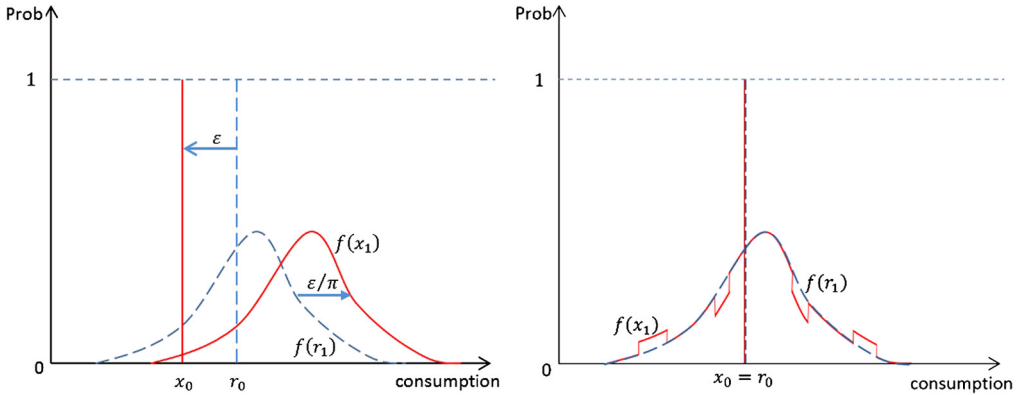 Prob
1
ε
f(x₁)
ε/π
f(r₁)
0
x₀
r₀
consumption
Prob
1
f(r₁)
f(x₁)
0
x₀ = r₀
consumption